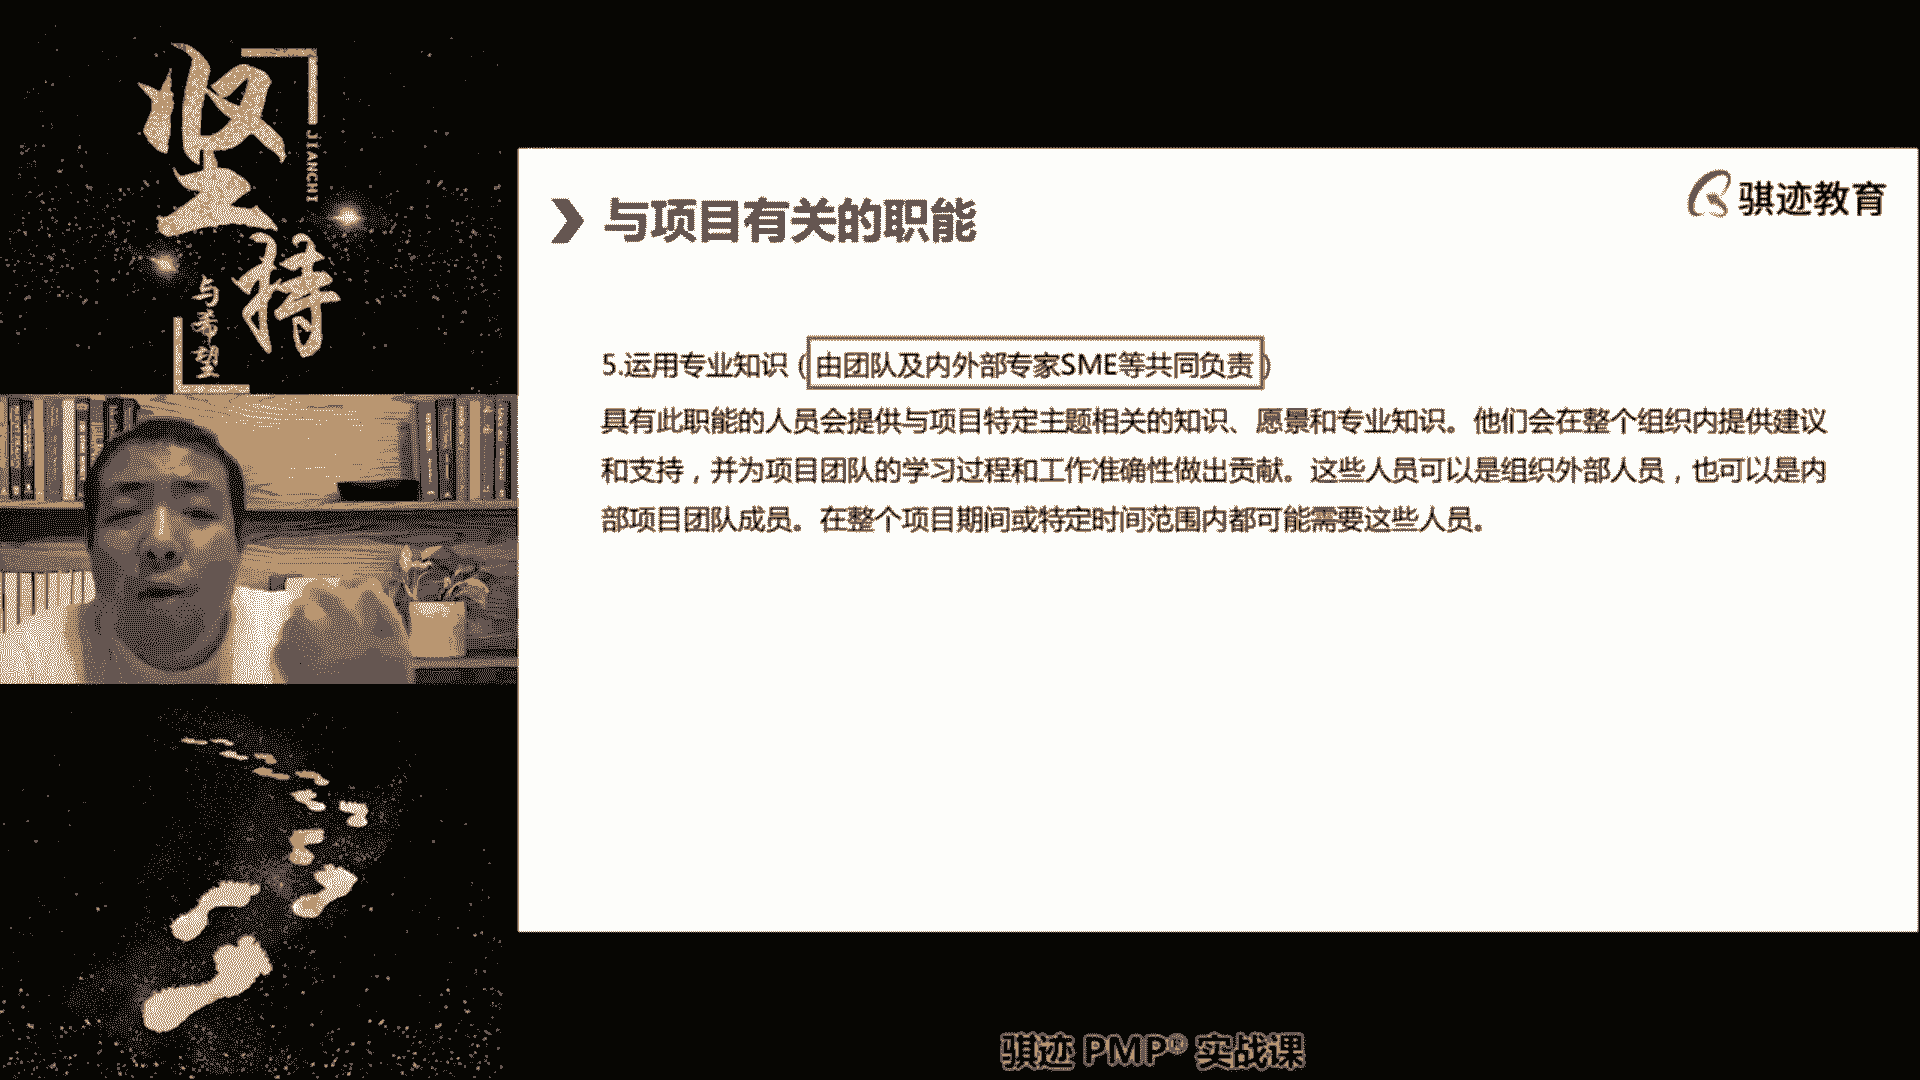 坚持
JIANCHI
与希望
骐迹教育
与项目有关的职能
5.运用专业知识（由团队及内外部专家SME等共同负责）
具有此职能的人员会提供与项目特定主题相关的知识、愿景和专业知识。他们会在整个组织内提供建议
和支持，并为项目团队的学习过程和工作准确性做出贡献。这些人员可以是组织外部人员，也可以是内
部项目团队成员。在整个项目期间或特定时间范围内都可能需要这些人员。
骐迹 PMP® 实战课